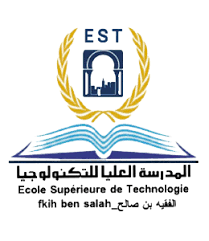 EST
المدرسة العليا للتكنولوجيا
Ecole Supérieure de Technologie
fkih ben salah_الفقيه بن صالح